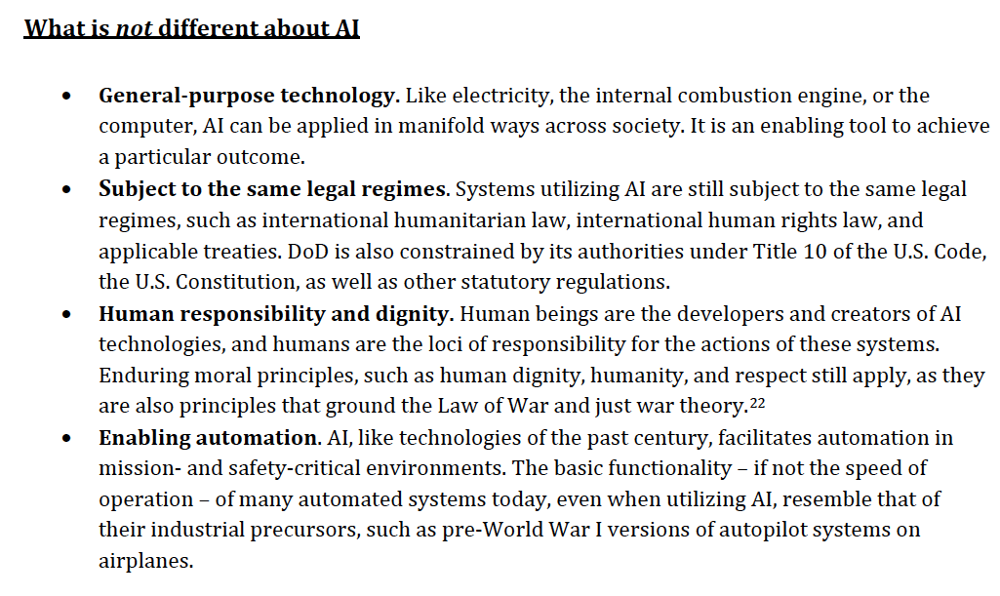 What is not different about AI
• General-purpose technology. Like electricity, the internal combustion engine, or the
computer, AI can be applied in manifold ways across society. It is an enabling tool to achieve
a particular outcome.
• Subject to the same legal regimes. Systems utilizing AI are still subject to the same legal
regimes, such as international humanitarian law, international human rights law, and
applicable treaties. DoD is also constrained by its authorities under Title 10 of the U.S. Code,
the U.S. Constitution, as well as other statutory regulations.
• Human responsibility and dignity. Human beings are the developers and creators of AI
technologies, and humans are the loci of responsibility for the actions of these systems.
Enduring moral principles, such as human dignity, humanity, and respect still apply, as they
are also principles that ground the Law of War and just war theory.22
• Enabling automation. AI, like technologies of the past century, facilitates automation in
mission- and safety-critical environments. The basic functionality – if not the speed of
operation – of many automated systems today, even when utilizing AI, resemble that of
their industrial precursors, such as pre-World War I versions of autopilot systems on
airplanes.